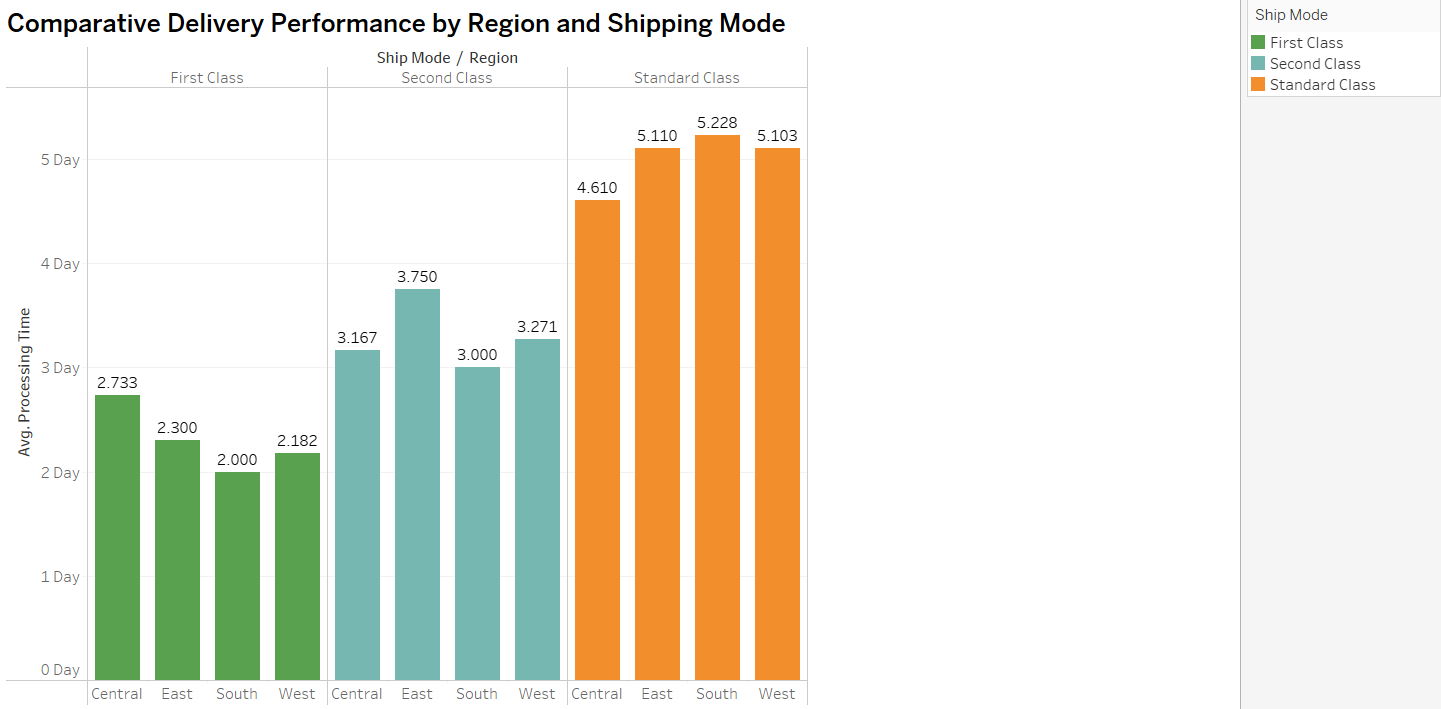 Comparative Delivery Performance by Region and Shipping Mode
Ship Mode / Region
First Class Second Class Standard Class
5 Day
4 Day
3 Day
2 Day
1 Day
0 Day
Avg. Processing Time
2.733 2.300 2.000 2.182 3.167 3.750 3.000 3.271 4.610 5.110 5.228 5.103
Central East South West Central East South West Central East South West
Ship Mode
First Class
Second Class
Standard Class